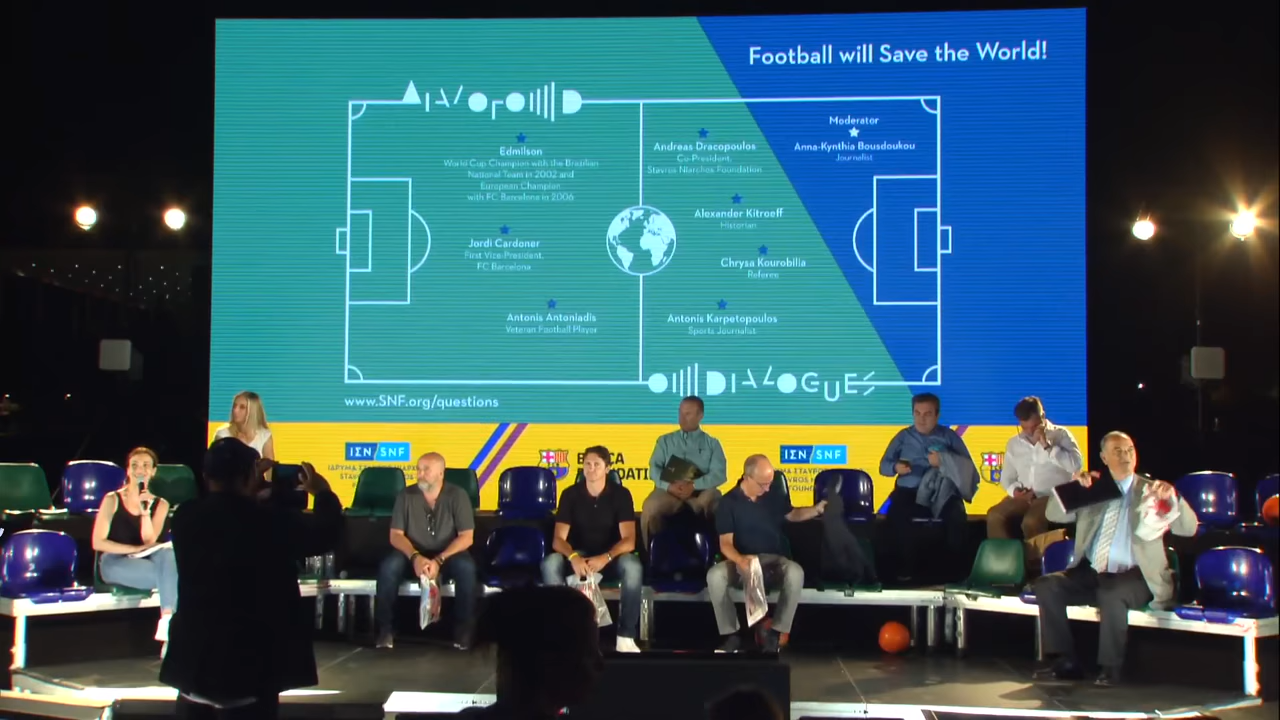 Football will Save the World!
Moderator
Anna-Kynthia Bousdoukou
Journalist
Edmilson
World Cup Champion with the Brazilian
National Team in 2002 and
European Champion
with FC Barcelona in 2006
Andreas Dracopoulos
Co-President,
Stavros Niarchos Foundation
Alexander Kitroeff
Historian
Jordi Cardoner
First Vice-President,
FC Barcelona
Chrysa Kourobilia
Referee
Antonis Antoniadis
Veteran Football Player
Antonis Karpetopoulos
Sports Journalist
DIALOGUES
www.SNF.org/questions
ΙΣΝ/SNF
ΙΣΝ/SNF